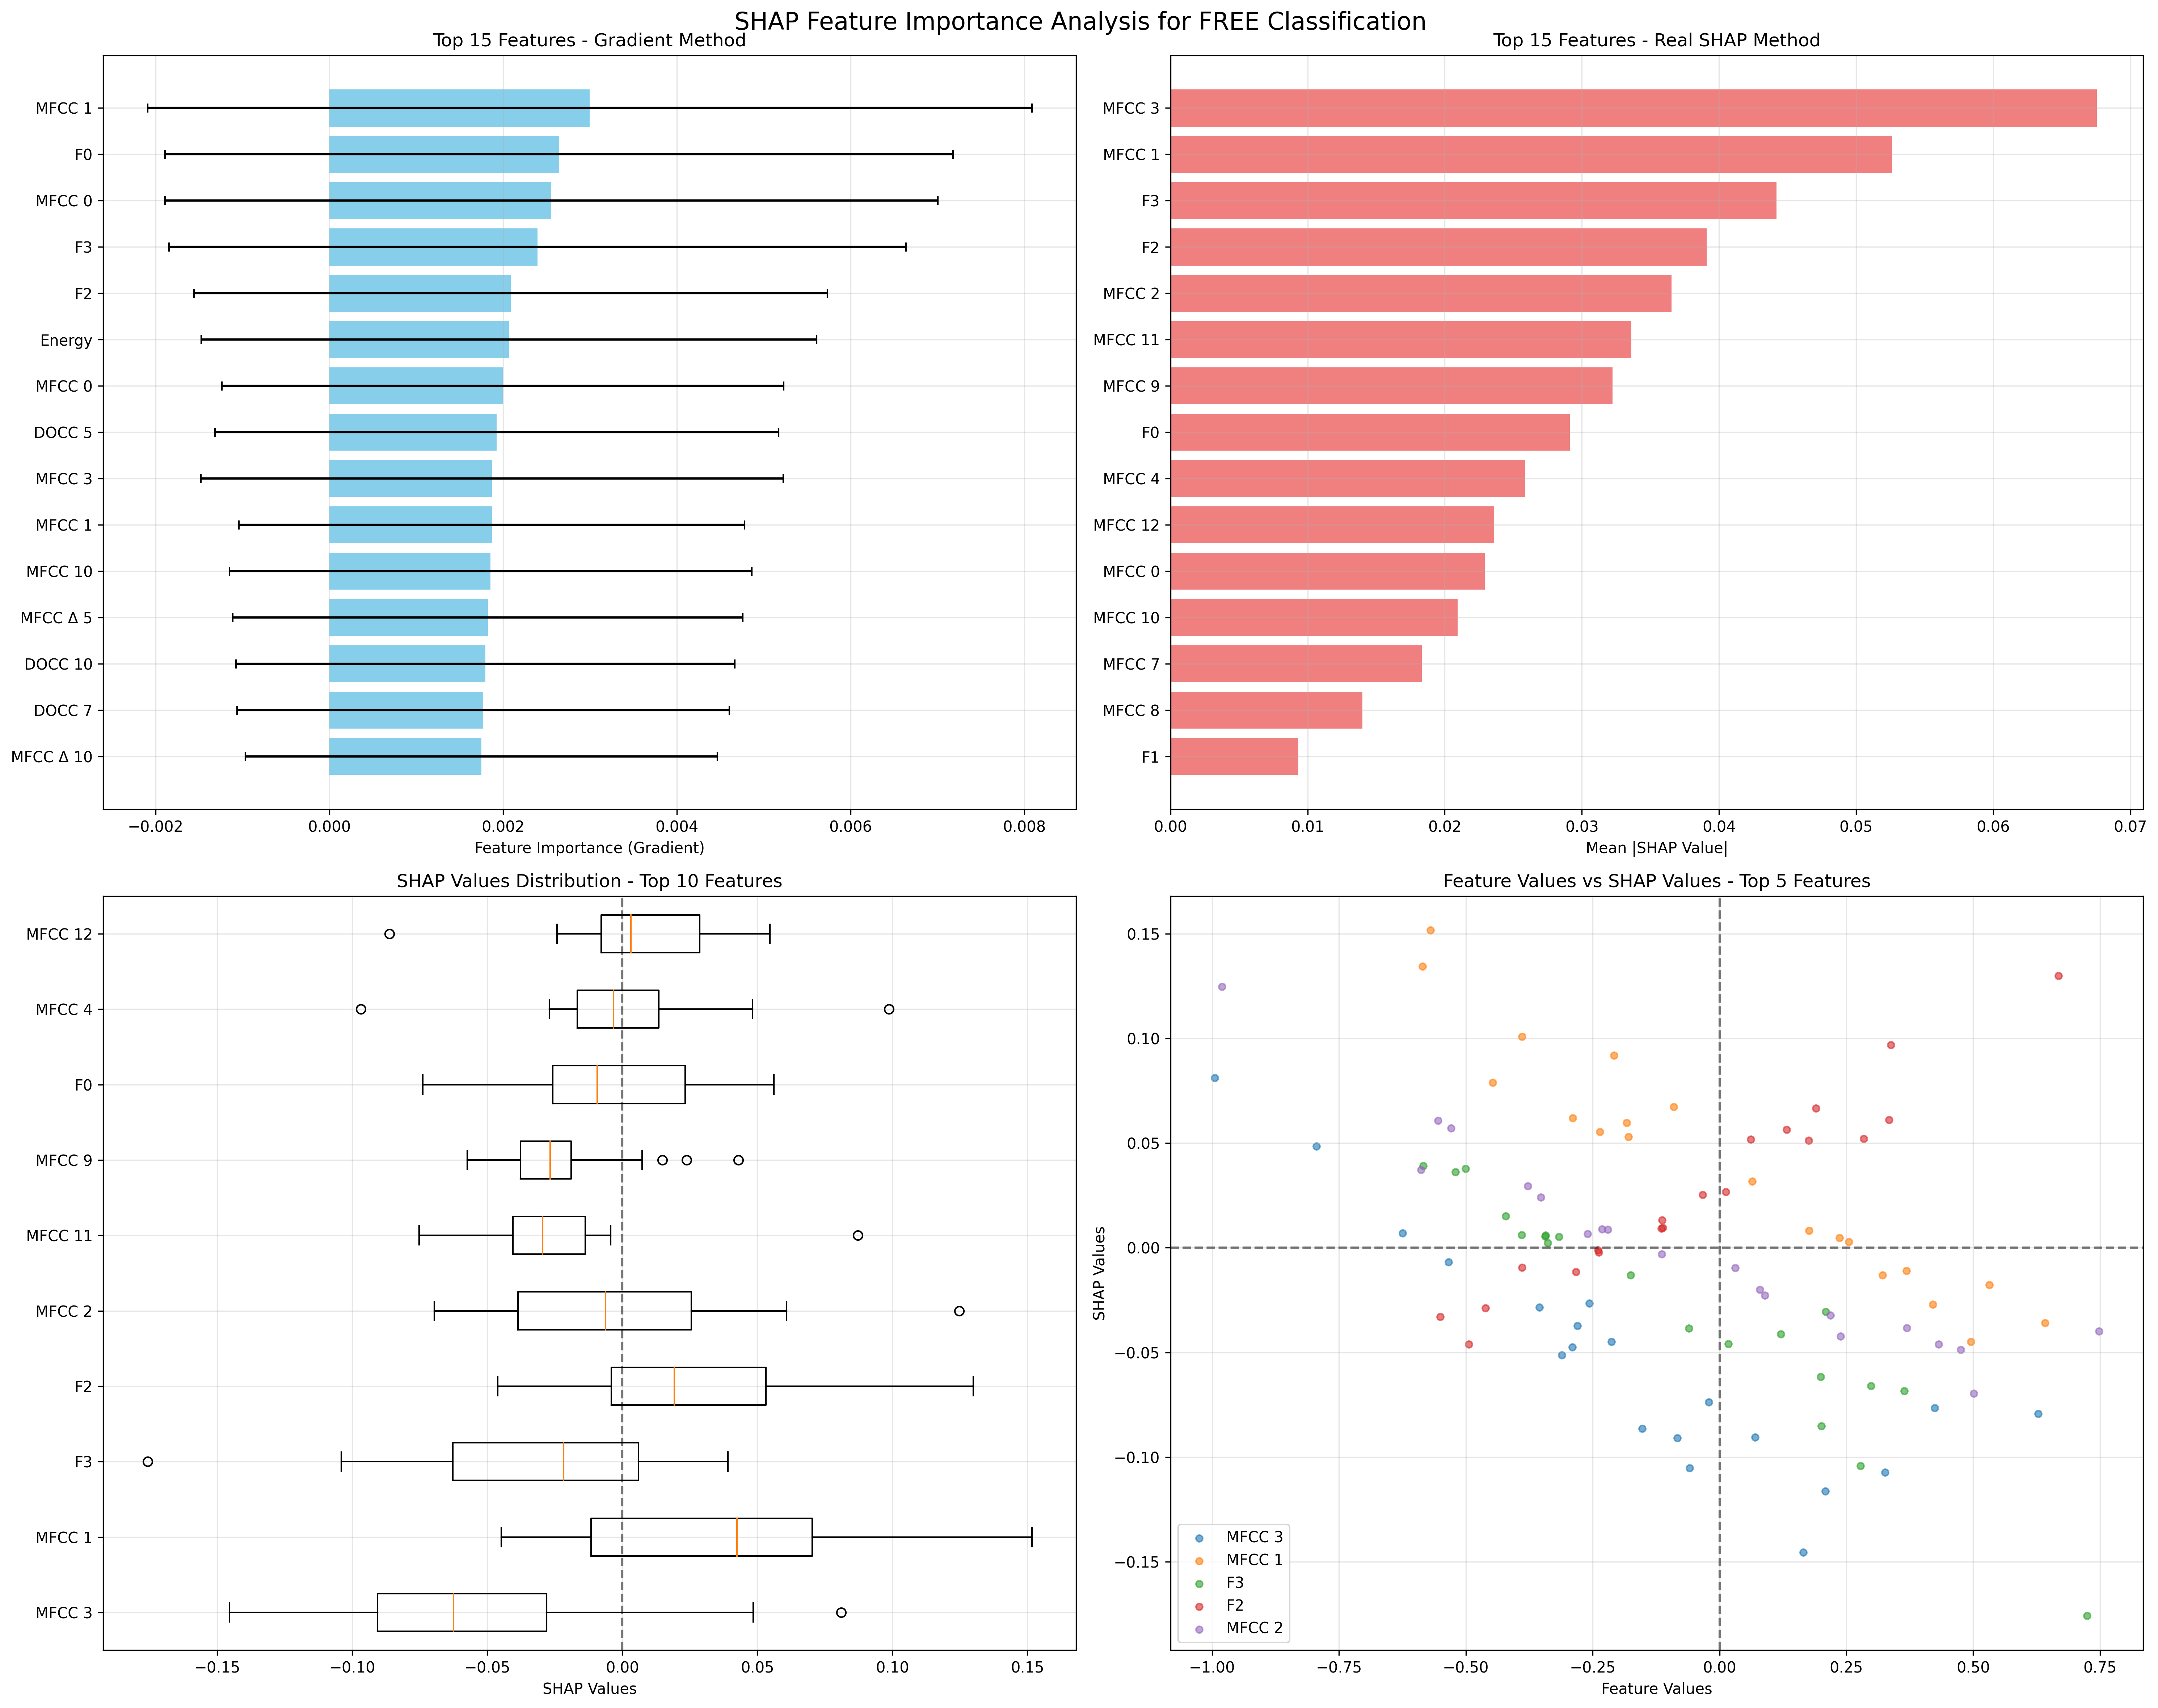 SHAP Feature Importance Analysis for FREE Classification
Top 15 Features - Gradient Method
MFCC 1
F0
MFCC 0
F3
F2
Energy
MFCC 0
DOCC 5
MFCC 3
MFCC 1
MFCC 10
MFCC Δ 5
DOCC 10
DOCC 7
MFCC Δ 10
−0.002 0.000 0.002 0.004 0.006 0.008
Feature Importance (Gradient)
Top 15 Features - Real SHAP Method
MFCC 3
MFCC 1
F3
F2
MFCC 2
MFCC 11
MFCC 9
F0
MFCC 4
MFCC 12
MFCC 0
MFCC 10
MFCC 7
MFCC 8
F1
0.00 0.01 0.02 0.03 0.04 0.05 0.06 0.07
Mean |SHAP Value|
SHAP Values Distribution - Top 10 Features
MFCC 12
MFCC 4
F0
MFCC 9
MFCC 11
MFCC 2
F2
F3
MFCC 1
MFCC 3
−0.15 −0.10 −0.05 0.00 0.05 0.10 0.15
SHAP Values
Feature Values vs SHAP Values - Top 5 Features
SHAP Values
0.15
0.10
0.05
0.00
−0.05
−0.10
−0.15
MFCC 3
MFCC 1
F3
F2
MFCC 2
−1.00 −0.75 −0.50 −0.25 0.00 0.25 0.50 0.75
Feature Values